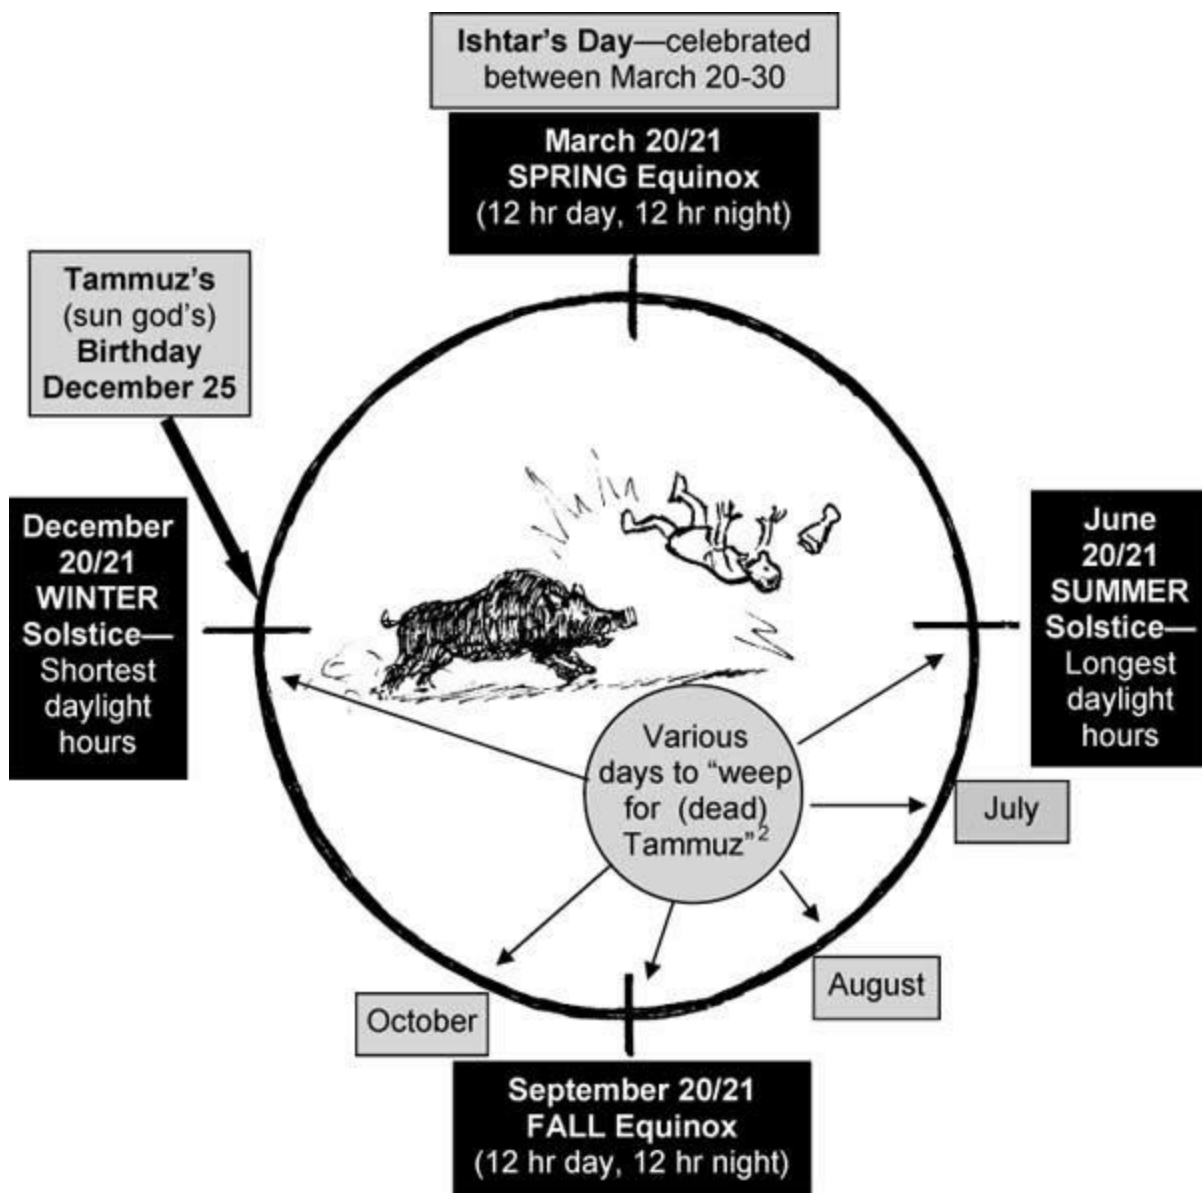 Ishtar's Day—celebrated
between March 20-30
March 20/21
SPRING Equinox
(12 hr day, 12 hr night)
Tammuz's
(sun god's)
Birthday
December 25
December
20/21
WINTER
Solstice—
Shortest
daylight
hours
June
20/21
SUMMER
Solstice—
Longest
daylight
hours
Various
days to “weep
for (dead)
Tammuz”2
July
August
October
September 20/21
FALL Equinox
(12 hr day, 12 hr night)